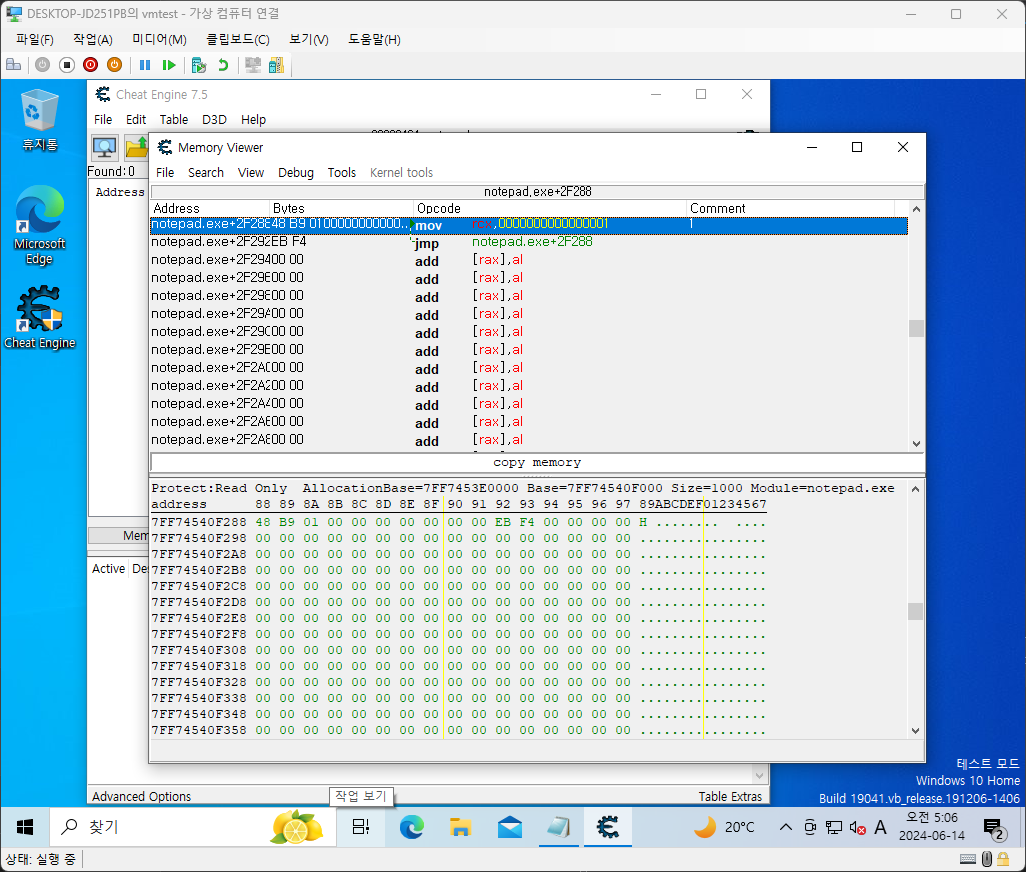 DESKTOP-JD251PB의 vmtest - 가상 컴퓨터 연결
파일(F) 작업(A) 미디어(M) 클립보드(C) 보기(V) 도움말(H)
휴지통
Microsoft Edge
Cheat Engine
Cheat Engine 7.5
File Edit Table D3D Help
Found:0
Address
Mem
Active
Advanced Options
Table Extras
Memory Viewer
File Search View Debug Tools Kernel tools
notepad.exe+2F288
Address Bytes Opcode Comment
notepad.exe+2F288 48 B9 0100000000000... mov rcx,0000000000000001 1
notepad.exe+2F292 EB F4 jmp notepad.exe+2F288
notepad.exe+2F294 00 00 add [rax],al
notepad.exe+2F296 00 00 add [rax],al
notepad.exe+2F298 00 00 add [rax],al
notepad.exe+2F29A 00 00 add [rax],al
notepad.exe+2F29C 00 00 add [rax],al
notepad.exe+2F29E 00 00 add [rax],al
notepad.exe+2F2A0 00 00 add [rax],al
notepad.exe+2F2A2 00 00 add [rax],al
notepad.exe+2F2A4 00 00 add [rax],al
notepad.exe+2F2A6 00 00 add [rax],al
notepad.exe+2F2A8 00 00 add [rax],al
copy memory
Protect:Read Only AllocationBase=7FF7453E0000 Base=7FF74540F000 Size=1000 Module=notepad.exe
address 88 89 8A 8B 8C 8D 8E 8F 90 91 92 93 94 95 96 97 89ABCDEF01234567
7FF74540F288 48 B9 01 00 00 00 00 00 00 00 EB F4 00 00 00 00 H ........ ....
7FF74540F298 00 00 00 00 00 00 00 00 00 00 00 00 00 00 00 00 ................
7FF74540F2A8 00 00 00 00 00 00 00 00 00 00 00 00 00 00 00 00 ................
7FF74540F2B8 00 00 00 00 00 00 00 00 00 00 00 00 00 00 00 00 ................
7FF74540F2C8 00 00 00 00 00 00 00 00 00 00 00 00 00 00 00 00 ................
7FF74540F2D8 00 00 00 00 00 00 00 00 00 00 00 00 00 00 00 00 ................
7FF74540F2E8 00 00 00 00 00 00 00 00 00 00 00 00 00 00 00 00 ................
7FF74540F2F8 00 00 00 00 00 00 00 00 00 00 00 00 00 00 00 00 ................
7FF74540F308 00 00 00 00 00 00 00 00 00 00 00 00 00 00 00 00 ................
7FF74540F318 00 00 00 00 00 00 00 00 00 00 00 00 00 00 00 00 ................
7FF74540F328 00 00 00 00 00 00 00 00 00 00 00 00 00 00 00 00 ................
7FF74540F338 00 00 00 00 00 00 00 00 00 00 00 00 00 00 00 00 ................
7FF74540F348 00 00 00 00 00 00 00 00 00 00 00 00 00 00 00 00 ................
7FF74540F358 00 00 00 00 00 00 00 00 00 00 00 00 00 00 00 00 ................
테스트 모드
Windows 10 Home
Build 19041.vb_release.191206-1406
작업 보기
찾기
20°C
A
오전 5:06
2024-06-14
2
상태: 실행 중